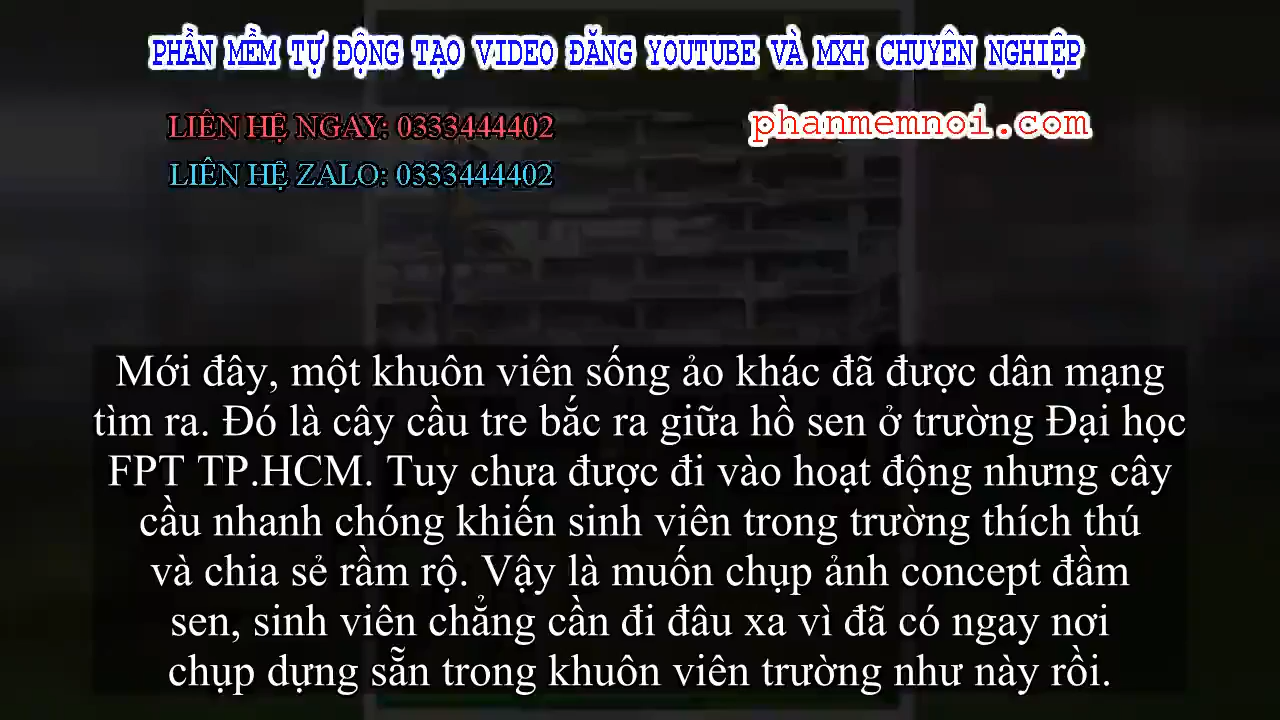 PHẦN MỀM TỰ ĐỘNG TẠO VIDEO ĐĂNG YOUTUBE VÀ MXH CHUYÊN NGHIỆP
LIÊN HỆ NGAY: 0333444402
phanmemnoi.com
LIÊN HỆ ZALO: 0333444402
Mới đây, một khuôn viên sống ảo khác đã được dân mạng
tìm ra. Đó là cây cầu tre bắc ra giữa hồ sen ở trường Đại học
FPT TP.HCM. Tuy chưa được đi vào hoạt động nhưng cây
cầu nhanh chóng khiến sinh viên trong trường thích thú
và chia sẻ rầm rộ. Vậy là muốn chụp ảnh concept đầm
sen, sinh viên chẳng cần đi đâu xa vì đã có ngay nơi
chụp dựng sẵn trong khuôn viên trường như này rồi.